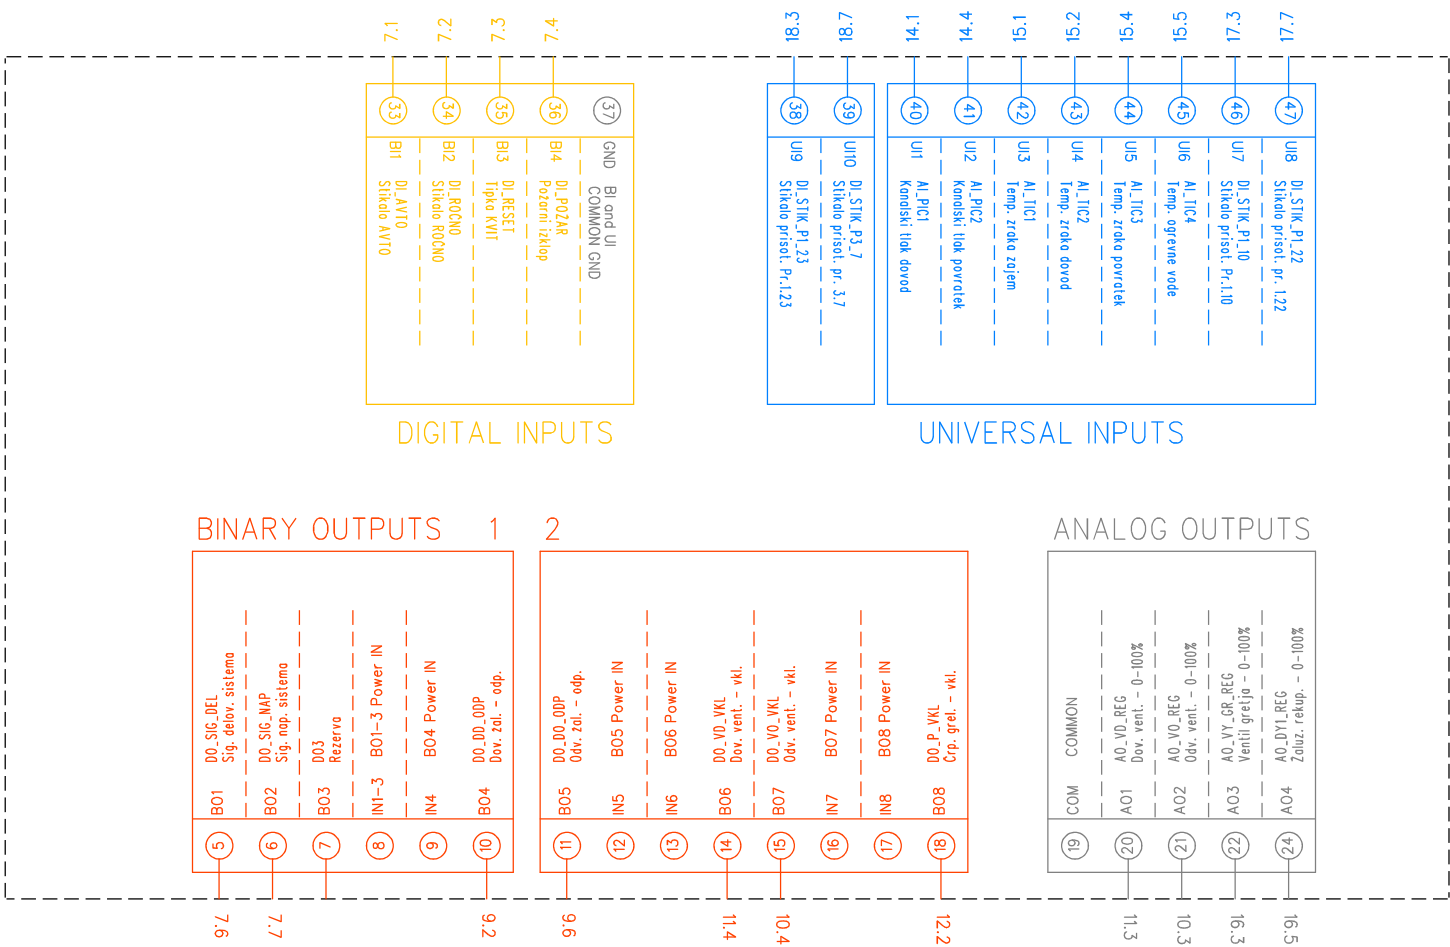 7.1
7.2
7.3
7.4
18.3
18.7
14.1
14.4
15.1
15.2
15.4
15.5
17.3
17.7
33
BI1
DI_AVTO
Stikalo AVTO
34
BI2
DI_ROCNO
Stikalo ROCNO
35
BI3
DI_RESET
Tipka KVIT
36
BI4
DI_POZAR
Pozarni izklop
37
GND
BI and UI
COMMON GND
DIGITAL INPUTS
38
UI9
DI_STIK_P1_23
Stikalo prisot. Pr.1.23
39
UI10
DI_STIK_P3_7
Stikalo prisot. pr. 3.7
40
UI1
AI_PIC1
Kanalski tlak dovod
41
UI2
AI_PIC2
Kanalski tlak povratek
42
UI3
AI_TIC1
Temp. zraka zajem
43
UI4
AI_TIC2
Temp. zraka dovod
44
UI5
AI_TIC3
Temp. zraka povratek
45
UI6
AI_TIC4
Temp. ogrevne vode
46
UI7
DI_STIK_P1_10
Stikalo prisot. Pr.1.10
47
UI8
DI_STIK_P1_22
Stikalo prisot. pr. 1.22
UNIVERSAL INPUTS
BINARY OUTPUTS 1 2
DO_SIG_DEL
Sig. delov. sistema
BO1
5
DO_SIG_NAP
Sig. nap. sistema
BO2
6
DO3
Rezerva
BO3
7
BO1-3 Power IN
IN1-3
8
BO4 Power IN
IN4
9
DO_DO_ODP
Dov. zal. - odp.
BO4
10
DO_DO_ODP
Odv. zal. - odp.
BO5
11
BO5 Power IN
IN5
12
BO6 Power IN
IN6
13
DO_VD_VKL
Dov. vent. - vkl.
BO6
14
DO_VO_VKL
Odv. vent. - vkl.
BO7
15
BO7 Power IN
IN7
16
BO8 Power IN
IN8
17
DO_P_VKL
Crp. grel. - vkl.
BO8
18
ANALOG OUTPUTS
COMMON
COM
19
AO_VD_REG
Dov. vent. - 0-100%
AO1
20
AO_VO_REG
Odv. vent. - 0-100%
AO2
21
AO_VY_GR_REG
Ventil gretja - 0-100%
AO3
22
AO_DY1_REG
Zaluz. rekup. - 0-100%
AO4
24
7.6
7.7
9.2
9.6
11.4
10.4
12.2
11.3
10.3
16.3
16.5